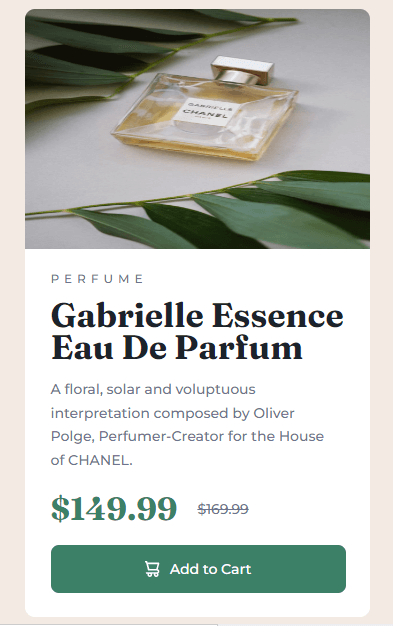 GABRIELLE
CHANEL
PARIS
PERFUME
Gabrielle Essence
Eau De Parfum
A floral, solar and voluptuous
interpretation composed by Oliver
Polge, Perfumer-Creator for the House
of CHANEL.
$149.99 $169.99
Add to Cart